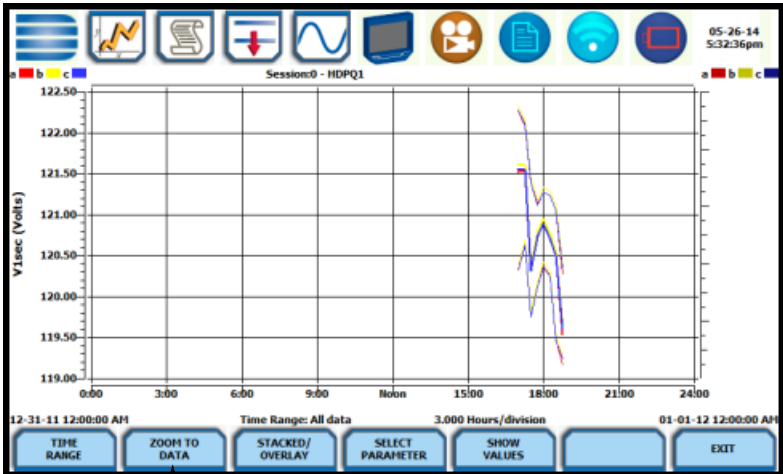 05-26-14
5:32:36pm
a b c Session:0 - HDPQ1 a b c
122.50
122.00
121.50
121.00
120.50
120.00
119.50
119.00
V1sec (Volts)
0:00 3:00 6:00 9:00 Noon 15:00 18:00 21:00 24:00
12-31-11 12:00:00 AM Time Range: All data 3.000 Hours/division 01-01-12 12:00:00 AM
TIME RANGE
ZOOM TO DATA
STACKED/ OVERLAY
SELECT PARAMETER
SHOW VALUES
EXIT